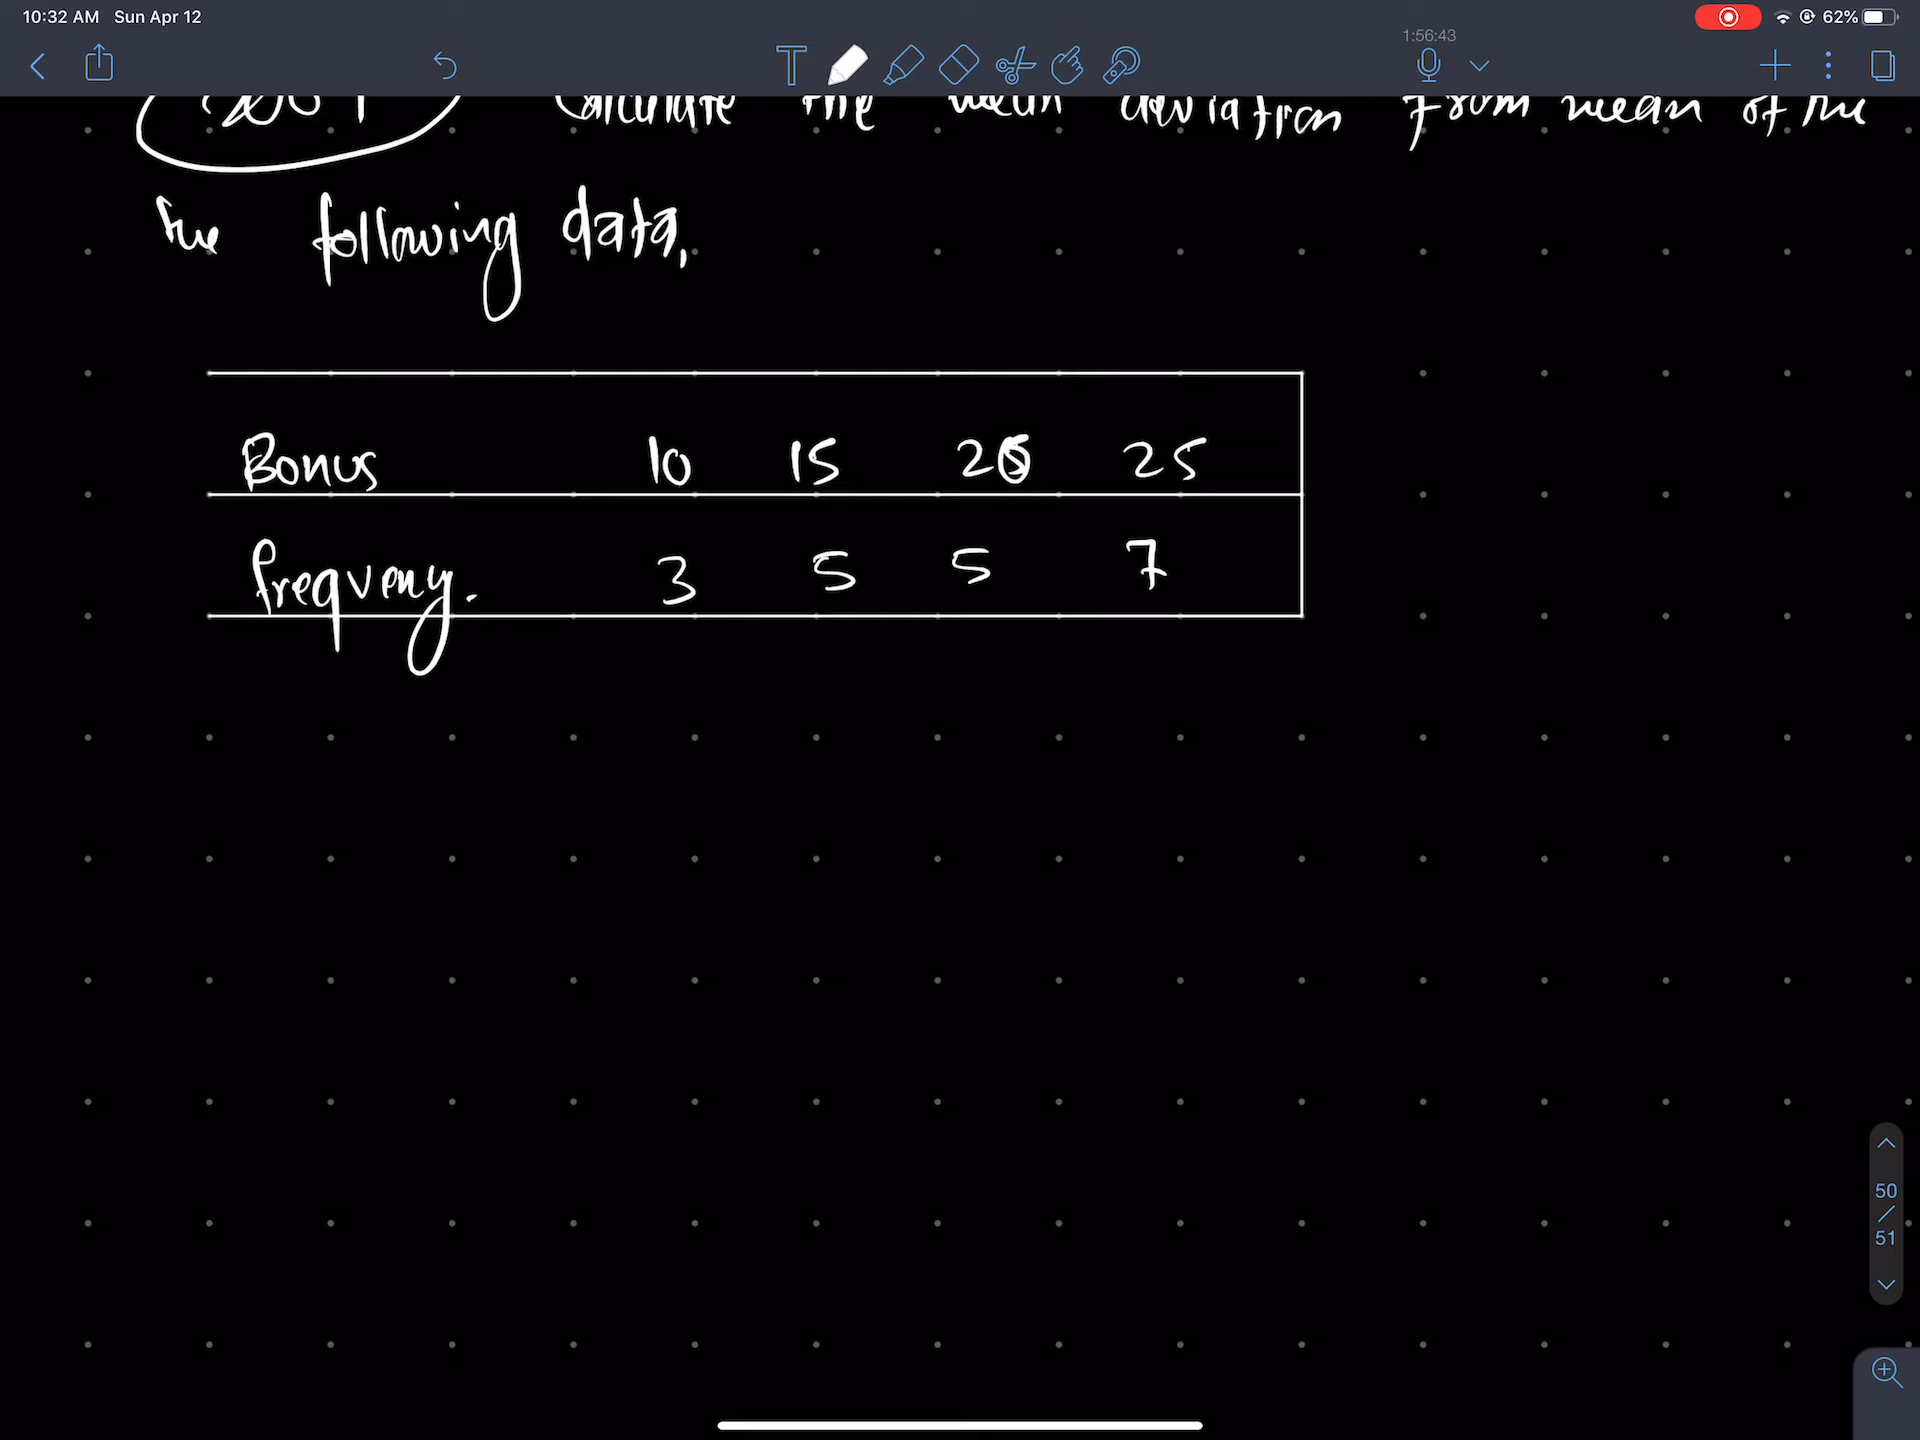 10:32 AM Sun Apr 12
62%
1:56:43
Calculate the mean deviation from mean of the
the following data,
Bonus 10 15 20 25
frequency. 3 5 5 7
50
/
51